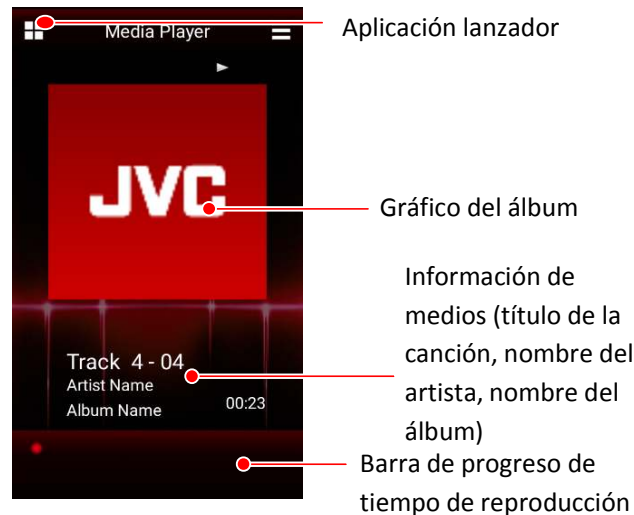 Media Player
Aplicación lanzador
JVC
Gráfico del álbum
Información de
medios (título de la
canción, nombre del
artista, nombre del
álbum)
Track 4 - 04
Artist Name
Album Name
00:23
Barra de progreso de
tiempo de reproducción